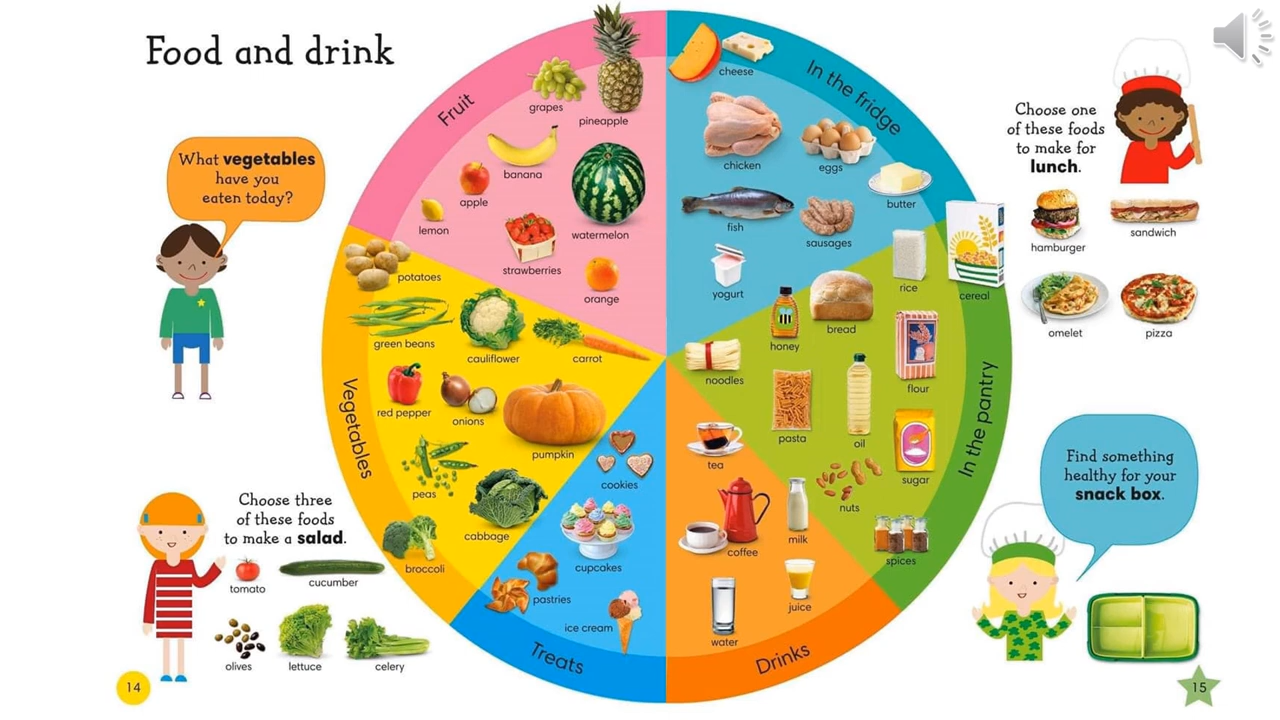 Food and drink
What vegetables
have you
eaten today?
Fruit
grapes
pineapple
banana
apple
lemon
watermelon
strawberries
orange
In the fridge
cheese
chicken
eggs
butter
fish
sausages
yogurt
Choose one
of these foods
to make for
lunch.
hamburger
sandwich
omelet
pizza
Vegetables
potatoes
green beans
cauliflower
carrot
red pepper
onions
pumpkin
peas
cabbage
broccoli
In the pantry
rice
cereal
honey
bread
noodles
flour
pasta
oil
sugar
nuts
spices
Choose three
of these foods
to make a salad.
tomato
cucumber
olives
lettuce
celery
Treats
cookies
cupcakes
pastries
ice cream
Drinks
tea
coffee
milk
juice
water
Find something
healthy for your
snack box.
14
15